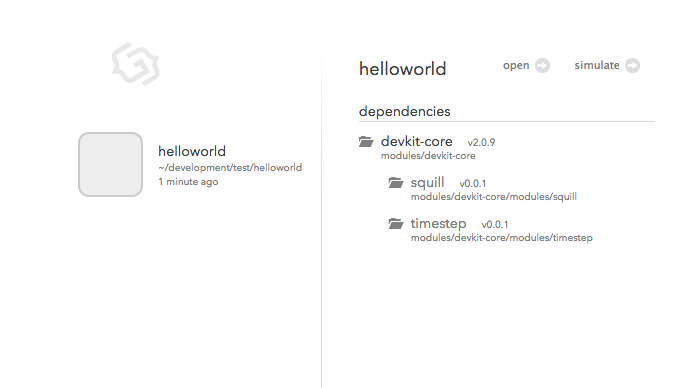 helloworld
~/development/test/helloworld
1 minute ago
helloworld
open
simulate
dependencies
devkit-core v2.0.9
modules/devkit-core
squill v0.0.1
modules/devkit-core/modules/squill
timestep v0.0.1
modules/devkit-core/modules/timestep